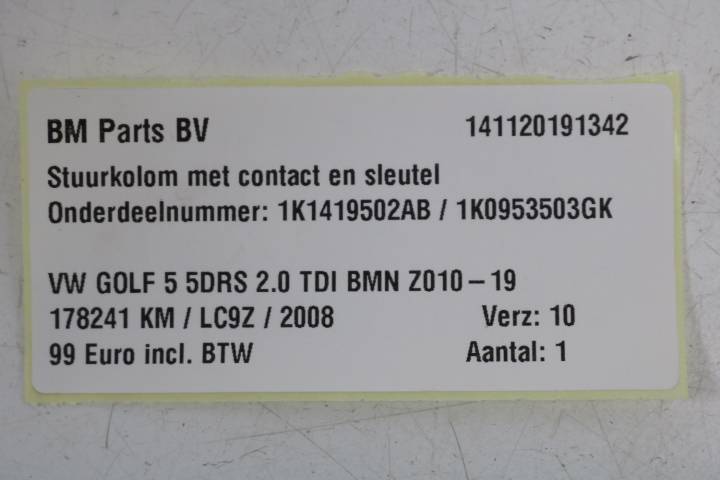 BM Parts BV 141120191342
Stuurkolom met contact en sleutel
Onderdeelnummer: 1K1419502AB / 1K0953503GK
VW GOLF 5 5DRS 2.0 TDI BMN Z010 – 19
178241 KM / LC9Z / 2008 Verz: 10
99 Euro incl. BTW Aantal: 1